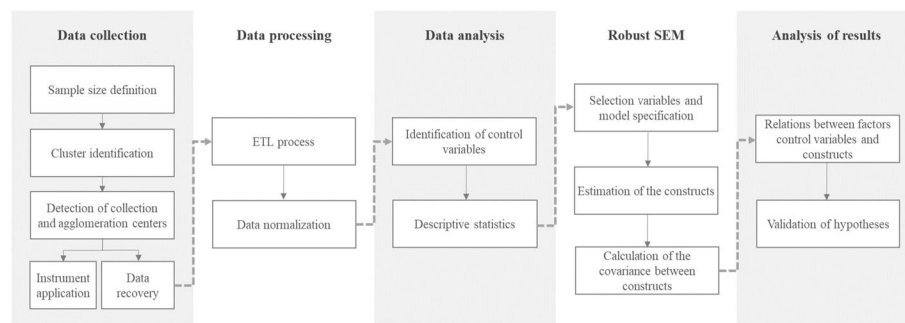 Data collection
Sample size definition
Cluster identification
Detection of collection
and agglomeration centers
Instrument
application
Data
recovery
Data processing
ETL process
Data normalization
Data analysis
Identification of control
variables
Descriptive statistics
Robust SEM
Selection variables and
model specification
Estimation of the constructs
Calculation of the
covariance between
constructs
Analysis of results
Relations between factors
control variables and
constructs
Validation of hypotheses